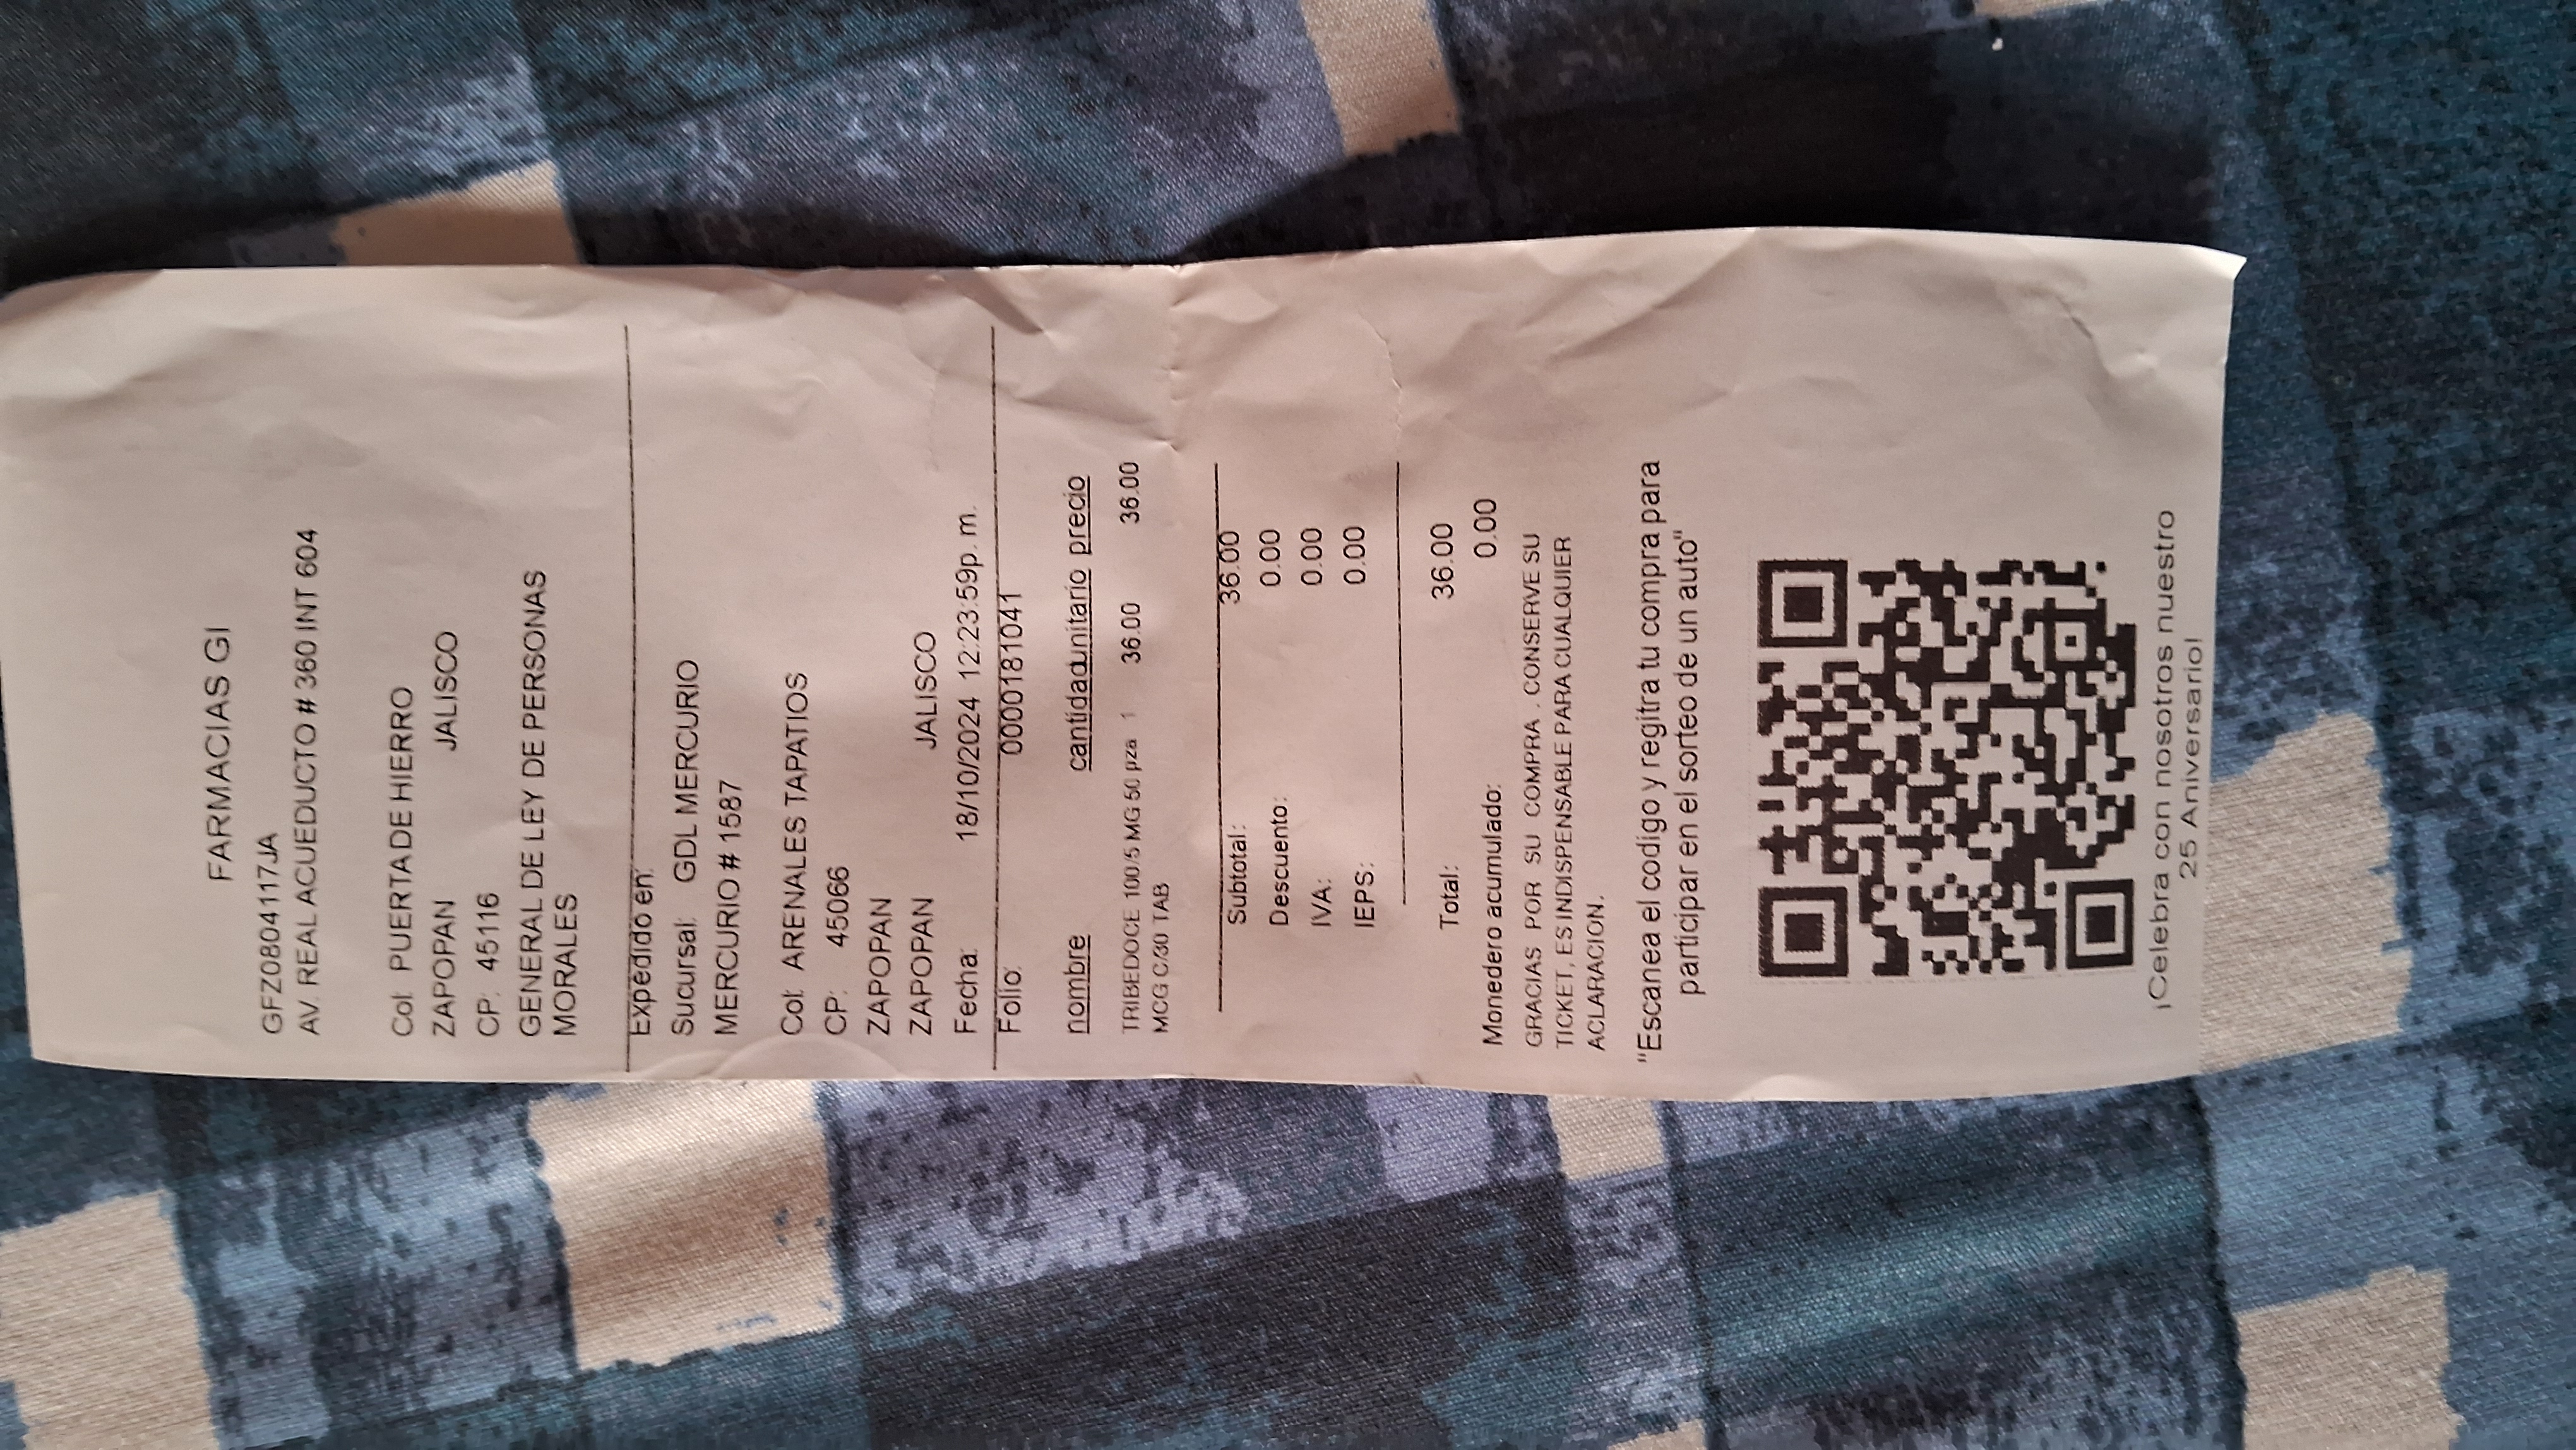 FARMACIAS GI
GFZ0804117JA
AV. REAL ACUEDUCTO # 360 INT 604
Col: PUERTA DE HIERRO
ZAPOPAN JALISCO
CP: 45116
GENERAL DE LEY DE PERSONAS
MORALES
Expedido en:
Sucursal: GDL MERCURIO
MERCURIO # 1587
Col: ARENALES TAPATIOS
CP: 45066
ZAPOPAN
ZAPOPAN JALISCO
Fecha: 18/10/2024 12:23:59p. m.
Folio: 0000181041
nombre cantidad unitario precio
TRIBEDOCE 100/5 MG 50 pza 1 36.00 36.00
MCG C/30 TAB
Subtotal: 36.00
Descuento: 0.00
IVA: 0.00
IEPS: 0.00
Total: 36.00
Monedero acumulado: 0.00
GRACIAS POR SU COMPRA . CONSERVE SU
TICKET, ES INDISPENSABLE PARA CUALQUIER
ACLARACION.
"Escanea el codigo y regitra tu compra para
participar en el sorteo de un auto"
¡Celebra con nosotros nuestro
25 Aniversario!